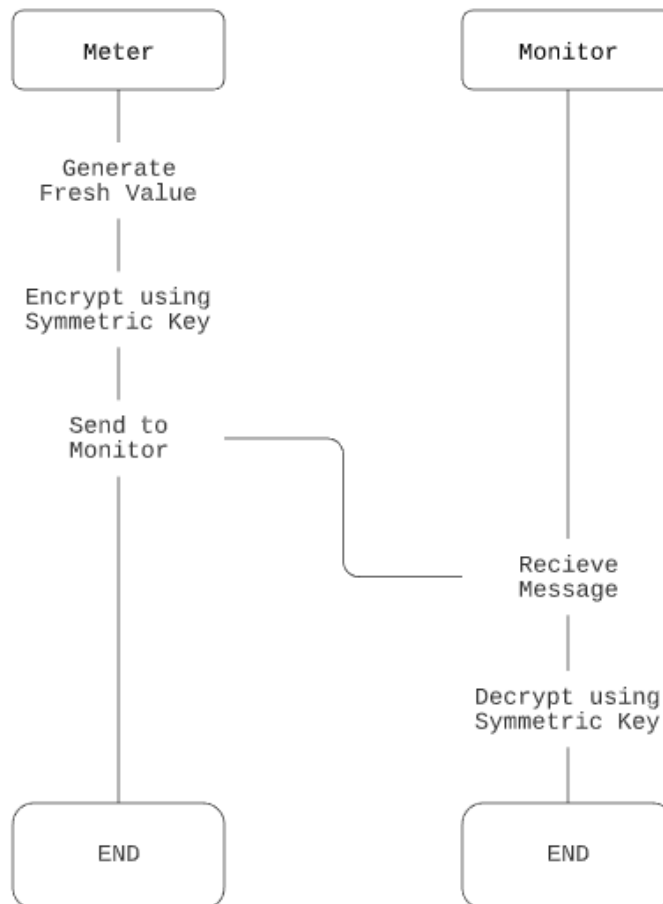 Meter
Monitor
Generate
Fresh Value
Encrypt using
Symmetric Key
Send to
Monitor
Recieve
Message
Decrypt using
Symmetric Key
END
END